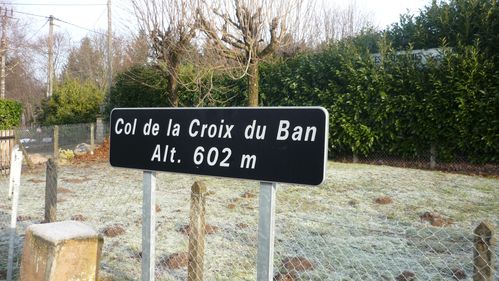 Col de la Croix du Ban
Alt. 602 m